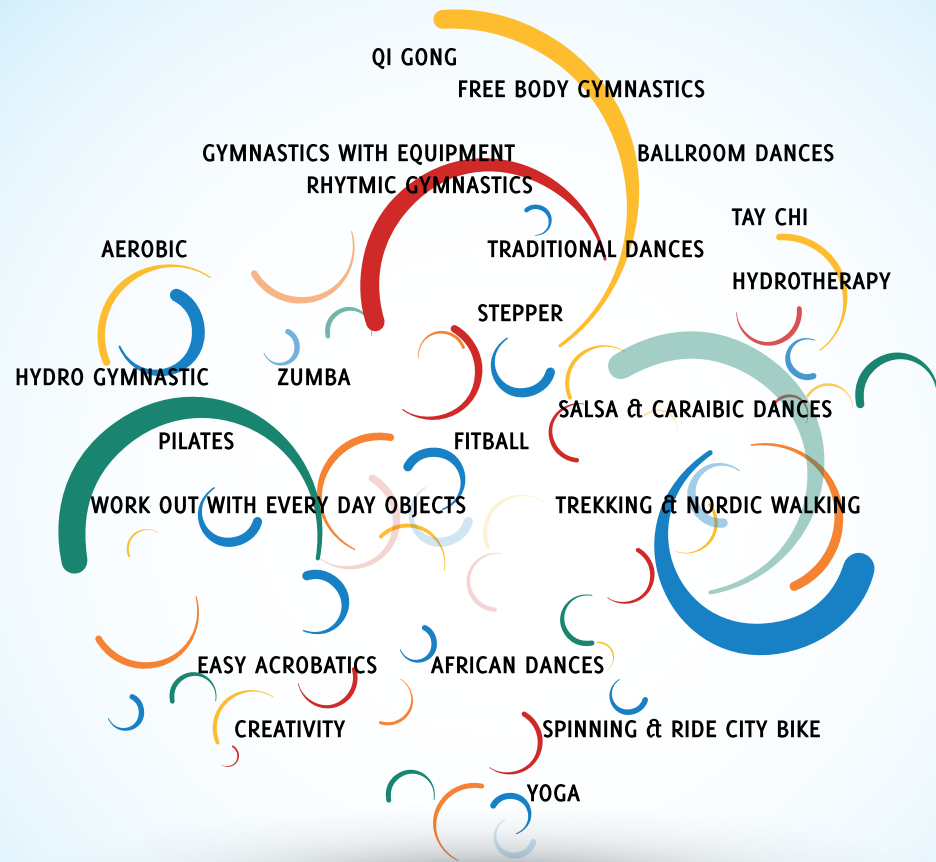 QI GONG
FREE BODY GYMNASTICS
GYMNASTICS WITH EQUIPMENT
BALLROOM DANCES
RHYTMIC GYMNASTICS
TAY CHI
AEROBIC
TRADITIONAL DANCES
HYDROTHERAPY
STEPPER
HYDRO GYMNASTIC
ZUMBA
SALSA & CARAIBIC DANCES
PILATES
FITBALL
WORK OUT WITH EVERY DAY OBJECTS
TREKKING & NORDIC WALKING
EASY ACROBATICS
AFRICAN DANCES
CREATIVITY
SPINNING & RIDE CITY BIKE
YOGA